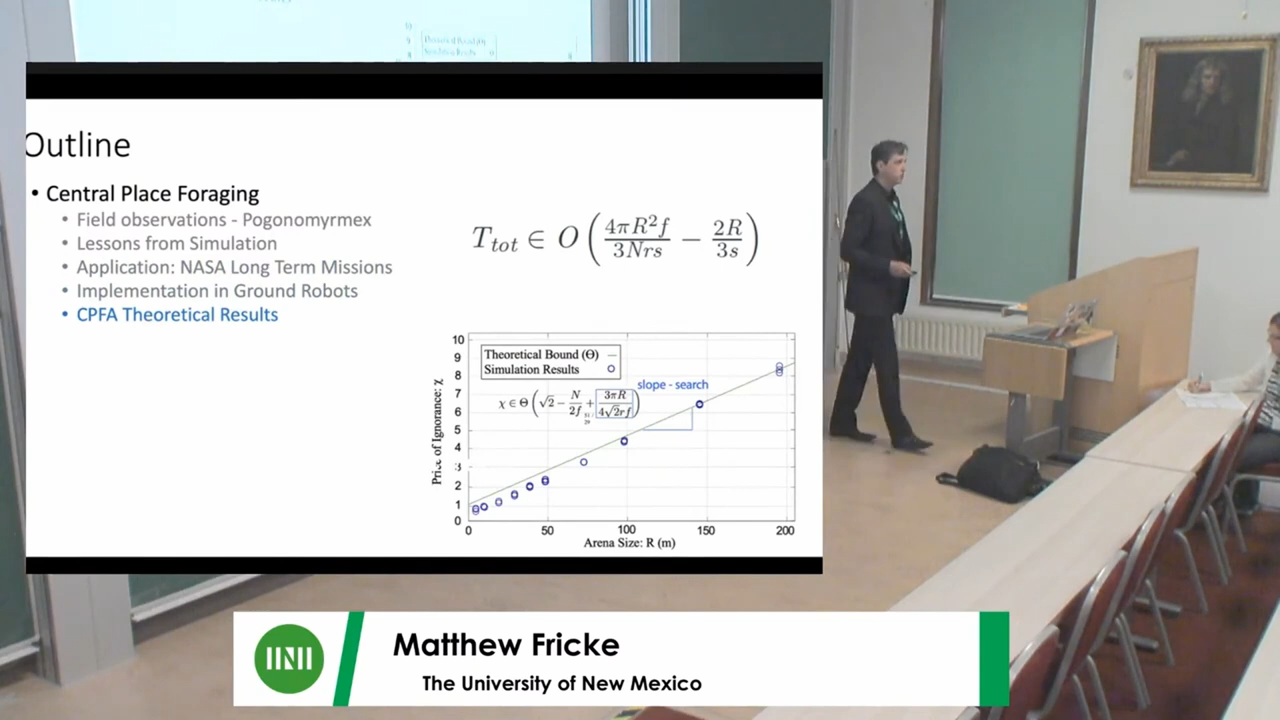 Outline
• Central Place Foraging
• Field observations - Pogonomyrmex
• Lessons from Simulation
• Application: NASA Long Term Missions
• Implementation in Ground Robots
• CPFA Theoretical Results
T_tot ∈ O(4πR²f/3Nrs − 2R/3s)
Theoretical Bound (Θ)
Simulation Results
slope - search
χ ∈ Θ(√2 − N/2f + 3πR/4√2rf)
Price of Ignorance: χ
10
9
8
7
6
5
4
3
2
1
0
0 50 100 150 200
Arena Size: R (m)
Matthew Fricke
The University of New Mexico